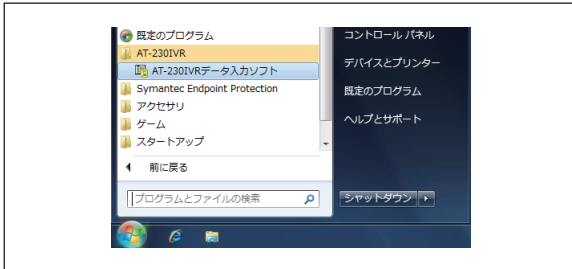 既定のプログラム
AT-230IVR
AT-230IVRデータ入力ソフト
Symantec Endpoint Protection
アクセサリ
ゲーム
スタートアップ
前に戻る
プログラムとファイルの検索
コントロール パネル
デバイスとプリンター
既定のプログラム
ヘルプとサポート
シャットダウン